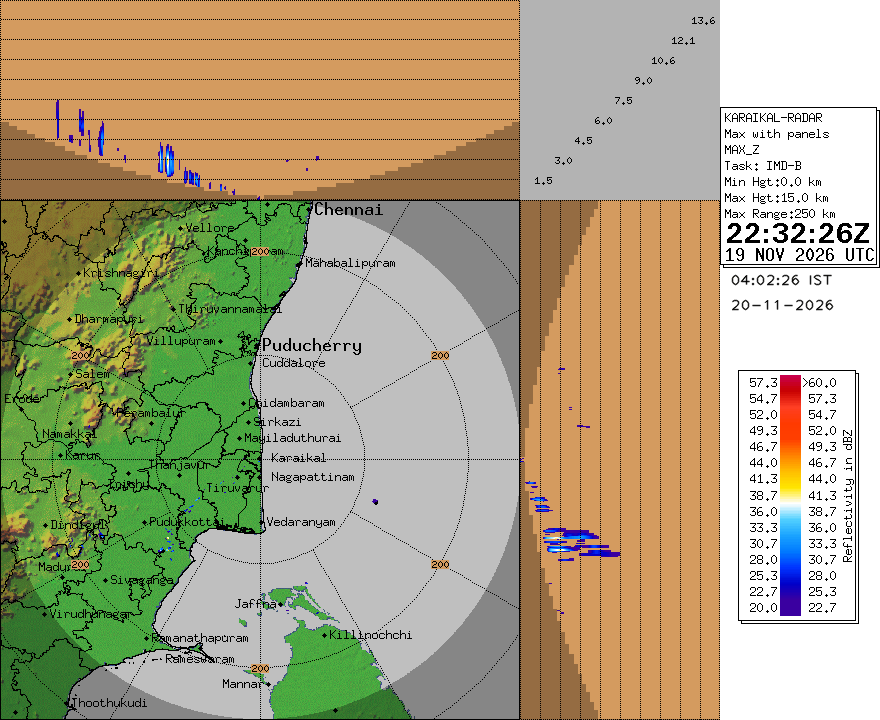 13.6
12.1
10.6
9.0
7.5
6.0
4.5
3.0
1.5
KARAIKAL-RADAR
Max with panels
MAX_Z
Task: IMD-B
Min Hgt:0.0 km
Max Hgt:15.0 km
Max Range:250 km
22:32:26Z
19 NOV 2026 UTC
04:02:26 IST
20-11-2026
Chennai
Vellore
200
Mahabalipuram
Krishnagiri
Thiruvannamalai
Dharmapuri
Villupuram
Puducherry
200
200
Cuddalore
Salem
Erode
Chidambaram
Perambalur
Sirkazi
Namakkal
Mayiladuthurai
Karur
Karaikal
Thanjavur
Nagapattinam
Tiruvarur
Dindigul
Pudukkottai
Vedaranyam
200
200
Madurai
Sivaganga
Jaffna
Virudhunagar
Ramanathapuram
Killinochchi
Rameswaram
200
Mannar
Thoothukudi
57.3 >60.0
54.7 57.3
52.0 54.7
49.3 52.0
46.7 49.3
44.0 46.7
41.3 44.0
38.7 41.3
36.0 38.7
33.3 36.0
30.7 33.3
28.0 30.7
25.3 28.0
22.7 25.3
20.0 22.7
Reflectivity in dBZ